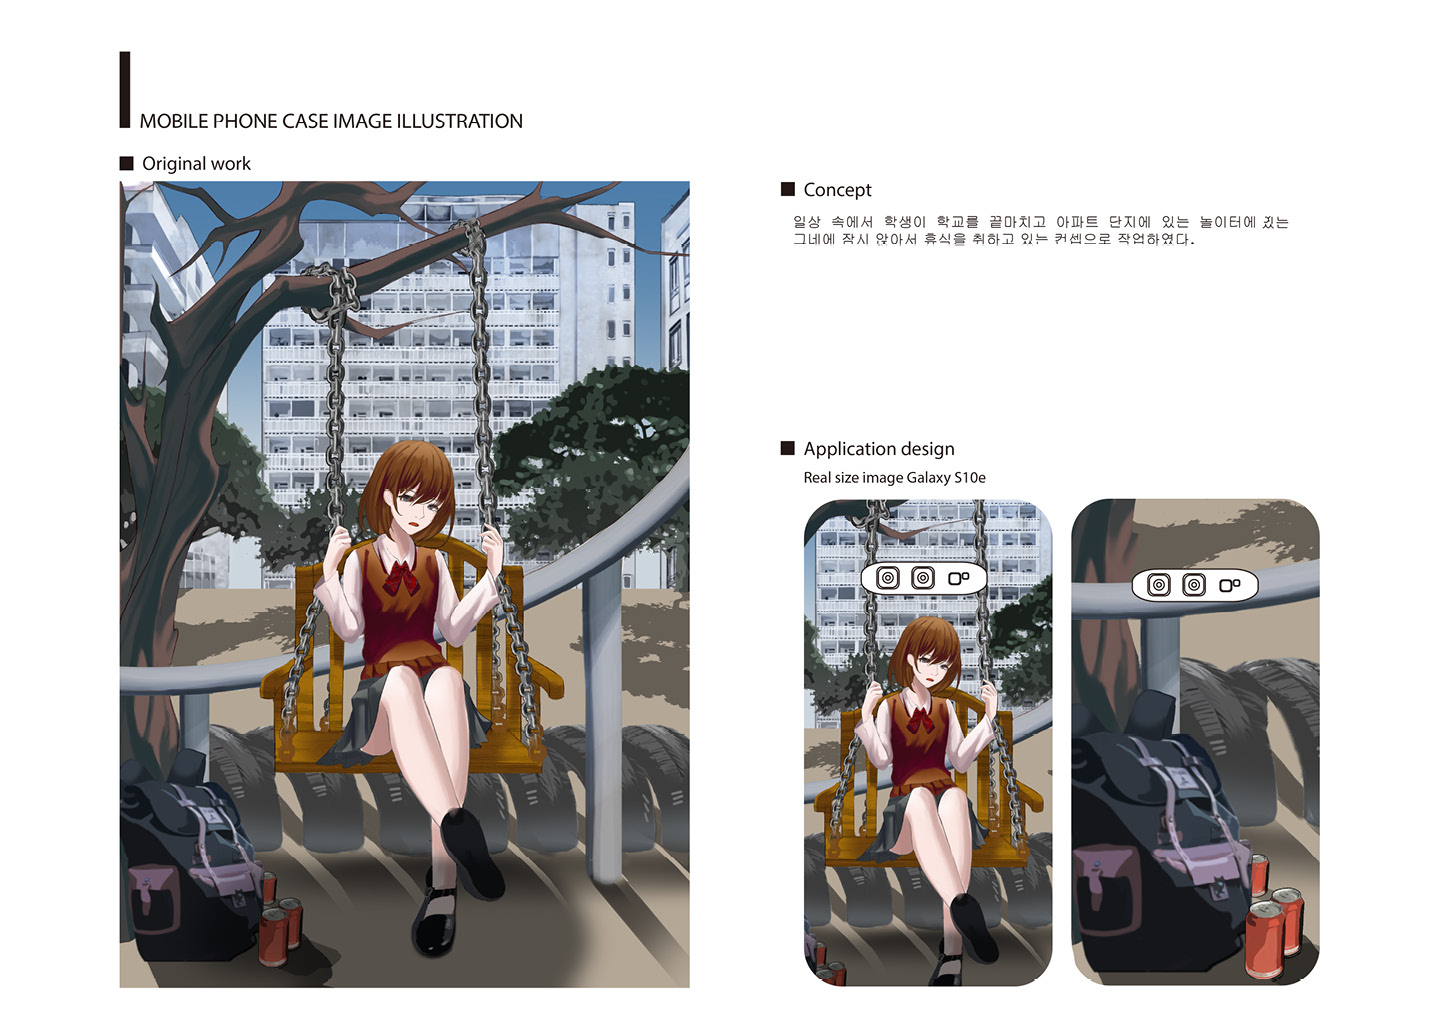 MOBILE PHONE CASE IMAGE ILLUSTRATION
Original work
Concept
일상 속에서 학생이 학교를 끝마치고 아파트 단지에 있는 놀이터에 있는
그네에 잠시 앉아서 휴식을 취하고 있는 컨셉으로 작업하였다.
Application design
Real size image Galaxy S10e